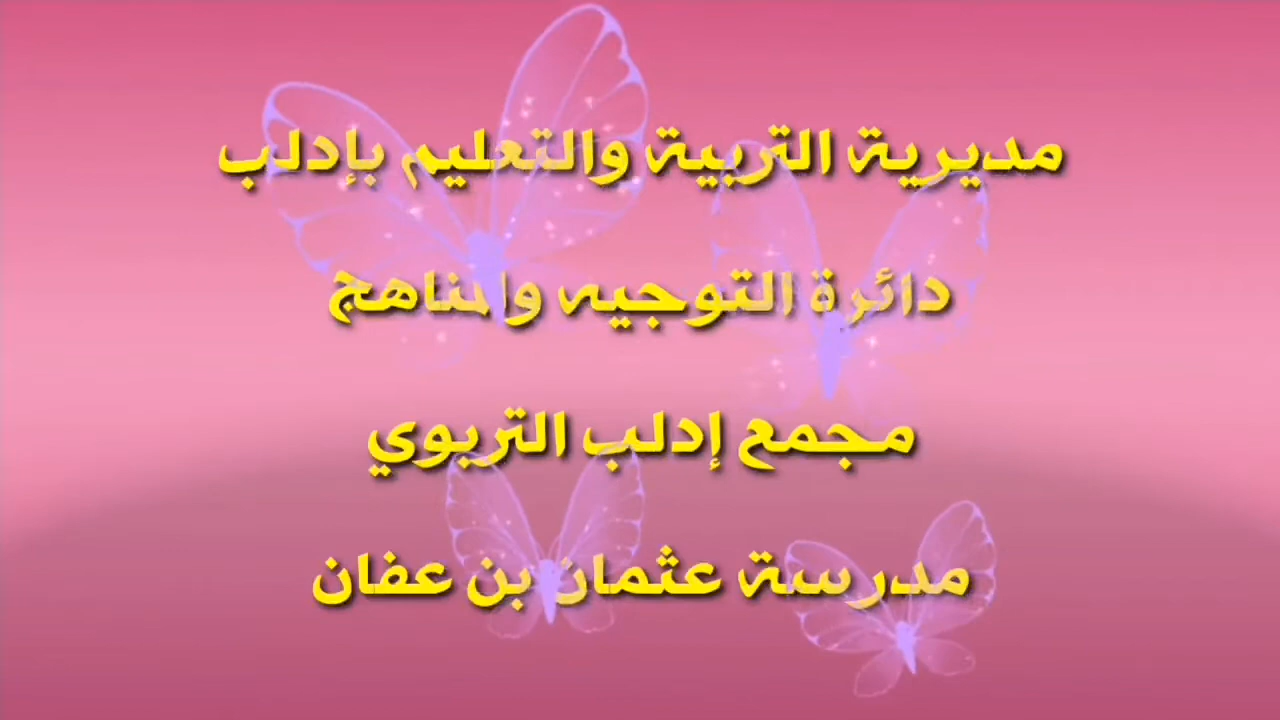 مديرية التربية والتعليم بإدلب
دائرة التوجيه والمناهج
مجمع إدلب التربوي
مدرسة عثمان بن عفان